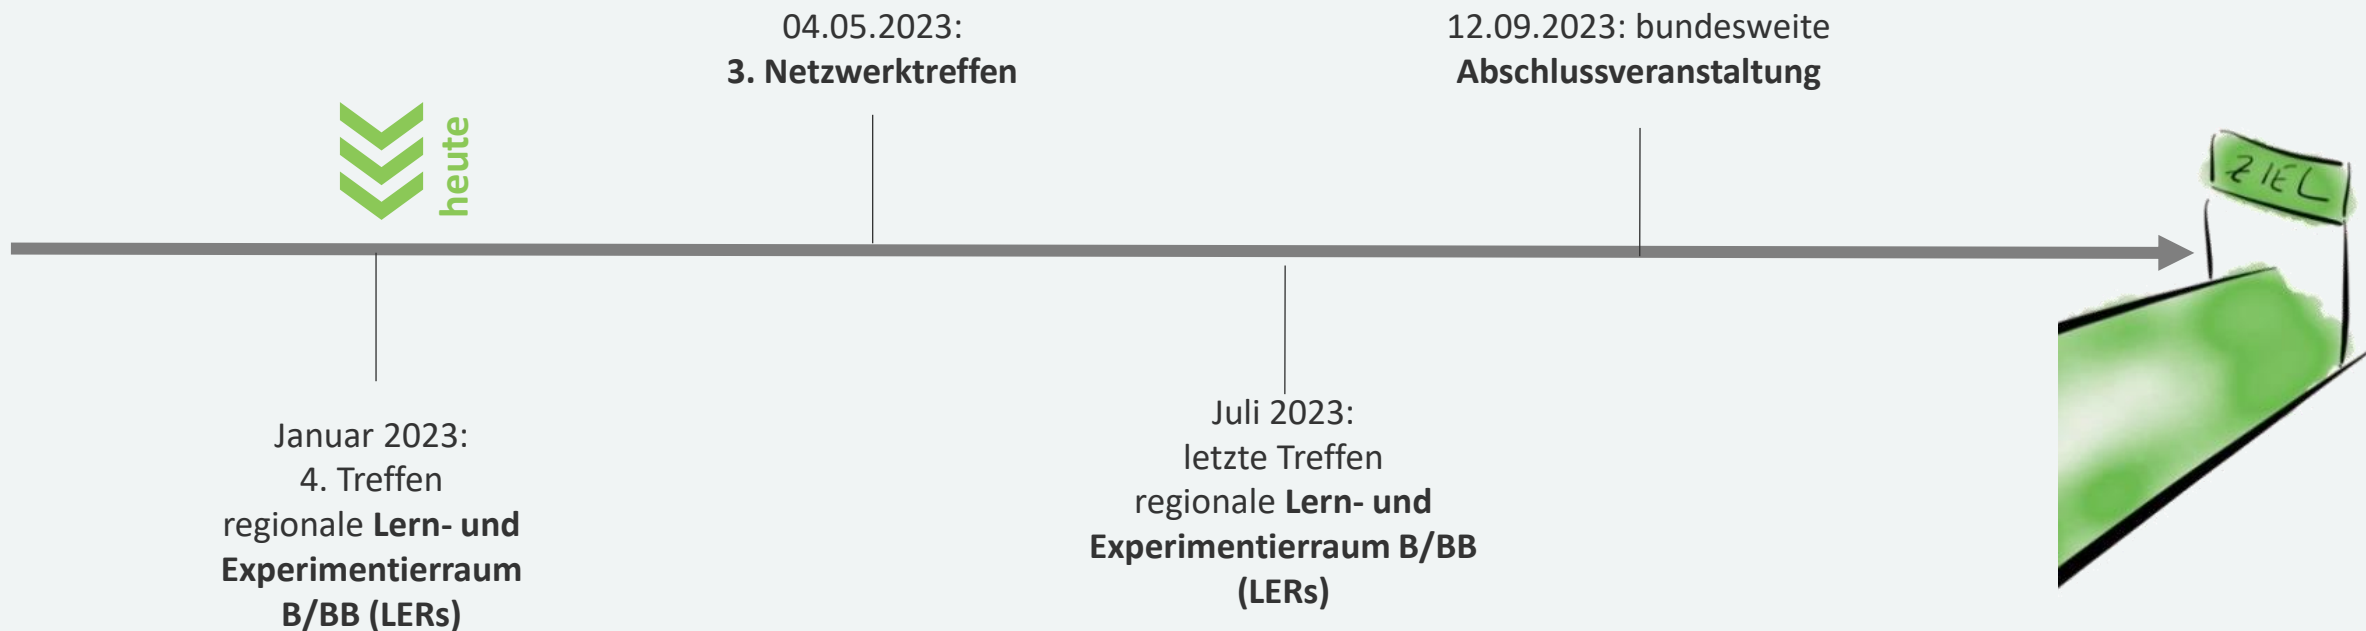 04.05.2023:
3. Netzwerktreffen
12.09.2023: bundesweite
Abschlussveranstaltung
heute
ZIEL
Januar 2023:
4. Treffen
regionale Lern- und
Experimentierraum
B/BB (LERs)
Juli 2023:
letzte Treffen
regionale Lern- und
Experimentierraum B/BB
(LERs)